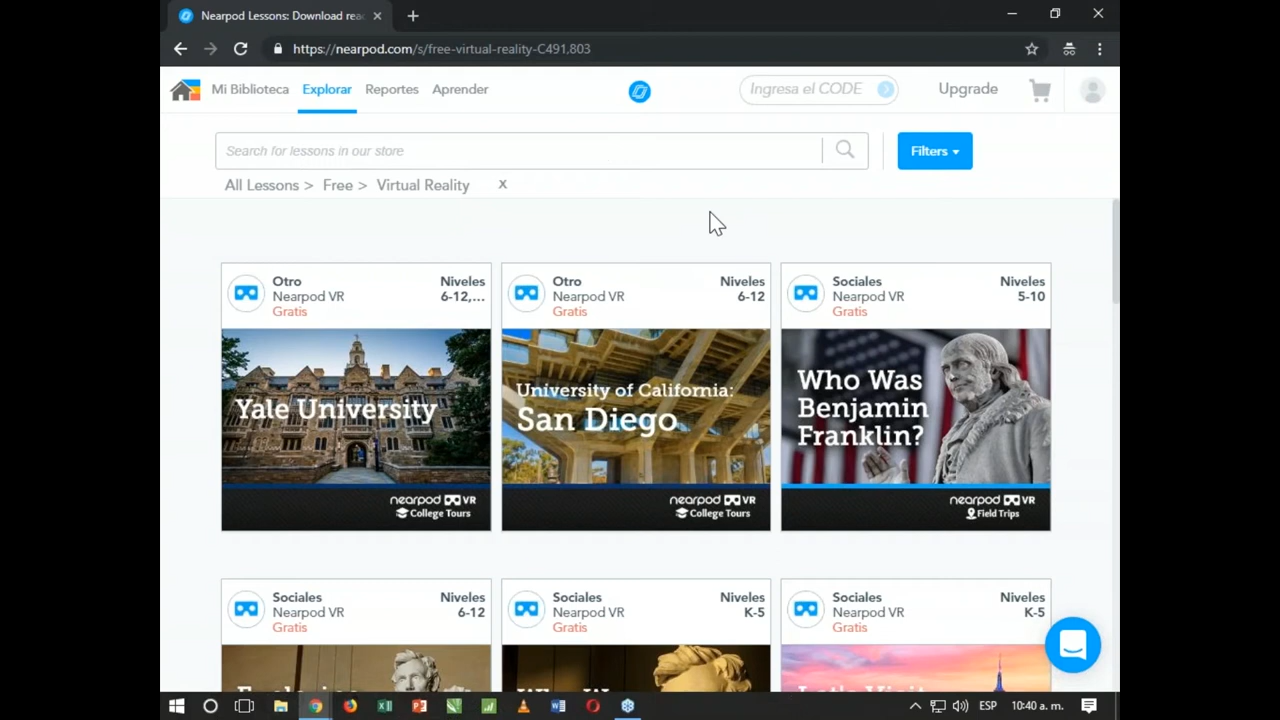 Nearpod Lessons: Download rea
https://nearpod.com/s/free-virtual-reality-C491,803
Mi Biblioteca Explorar Reportes Aprender Ingresa el CODE Upgrade
Search for lessons in our store Filters
All Lessons > Free > Virtual Reality x
Otro Niveles
Nearpod VR 6-12,...
Gratis
Yale University
nearpod VR
College Tours
Otro Niveles
Nearpod VR 6-12
Gratis
University of California:
San Diego
nearpod VR
College Tours
Sociales Niveles
Nearpod VR 5-10
Gratis
Who Was
Benjamin
Franklin?
nearpod VR
Field Trips
Sociales Niveles
Nearpod VR 6-12
Gratis
Sociales Niveles
Nearpod VR K-5
Gratis
Sociales Niveles
Nearpod VR K-5
Gratis
Let's Visit
ESP 10:40 a. m.